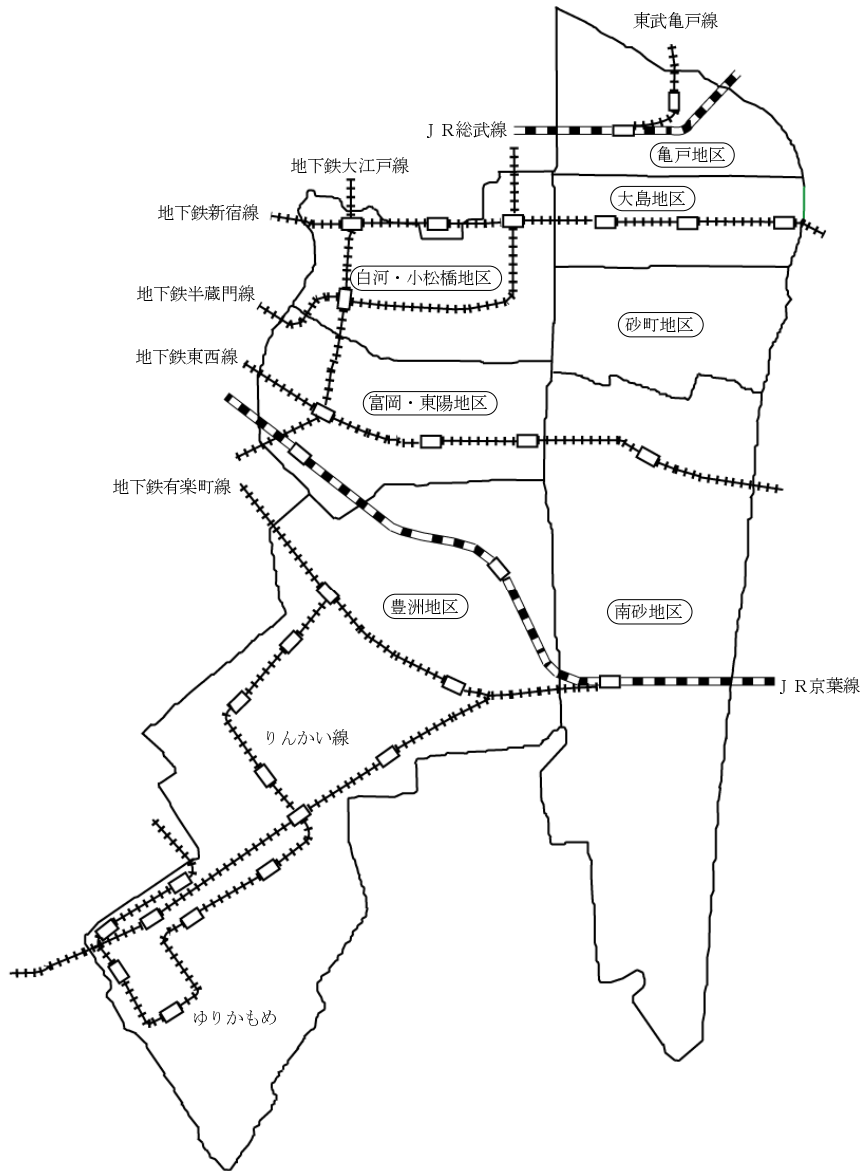 東武亀戸線
ＪＲ総武線
亀戸地区
地下鉄大江戸線
大島地区
地下鉄新宿線
白河・小松橋地区
地下鉄半蔵門線
砂町地区
地下鉄東西線
富岡・東陽地区
地下鉄有楽町線
豊洲地区
南砂地区
ＪＲ京葉線
りんかい線
ゆりかもめ